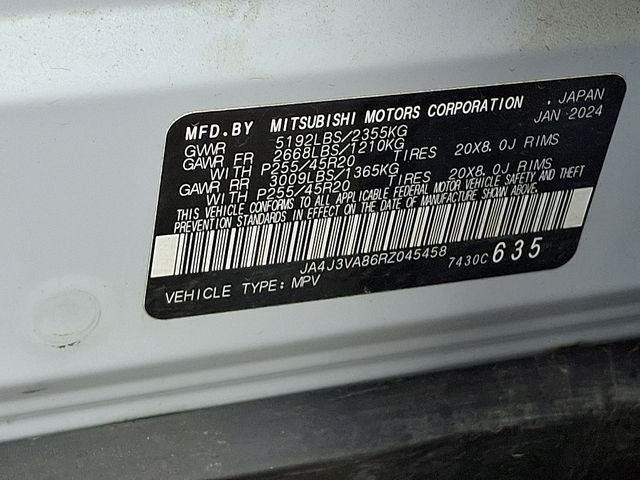 MFD.BY MITSUBISHI MOTORS CORPORATION , JAPAN
GVWR 5192LBS/2355KG JAN 2024
GAWR FR 2668LBS/1210KG
WITH P255/45R20 TIRES 20X8.0J RIMS
GAWR RR 3009LBS/1365KG
WITH P255/45R20 TIRES 20X8.0J RIMS
THIS VEHICLE CONFORMS TO ALL APPLICABLE FEDERAL MOTOR VEHICLE SAFETY AND THEFT
PREVENTION STANDARDS IN EFFECT ON THE DATE OF MANUFACTURE SHOWN ABOVE.
JA4J3VA86RZ045458 7430C635
VEHICLE TYPE: MPV